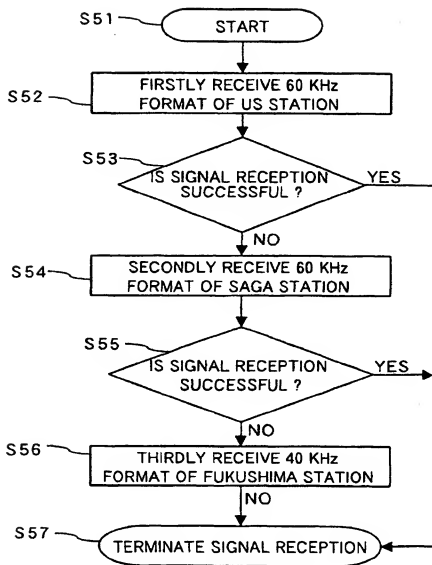 S51
START
S52
FIRSTLY RECEIVE 60 KHz
FORMAT OF US STATION
S53
IS SIGNAL RECEPTION
SUCCESSFUL ?
YES
NO
S54
SECONDLY RECEIVE 60 KHz
FORMAT OF SAGA STATION
S55
IS SIGNAL RECEPTION
SUCCESSFUL ?
YES
NO
S56
THIRDLY RECEIVE 40 KHz
FORMAT OF FUKUSHIMA STATION
NO
S57
TERMINATE SIGNAL RECEPTION